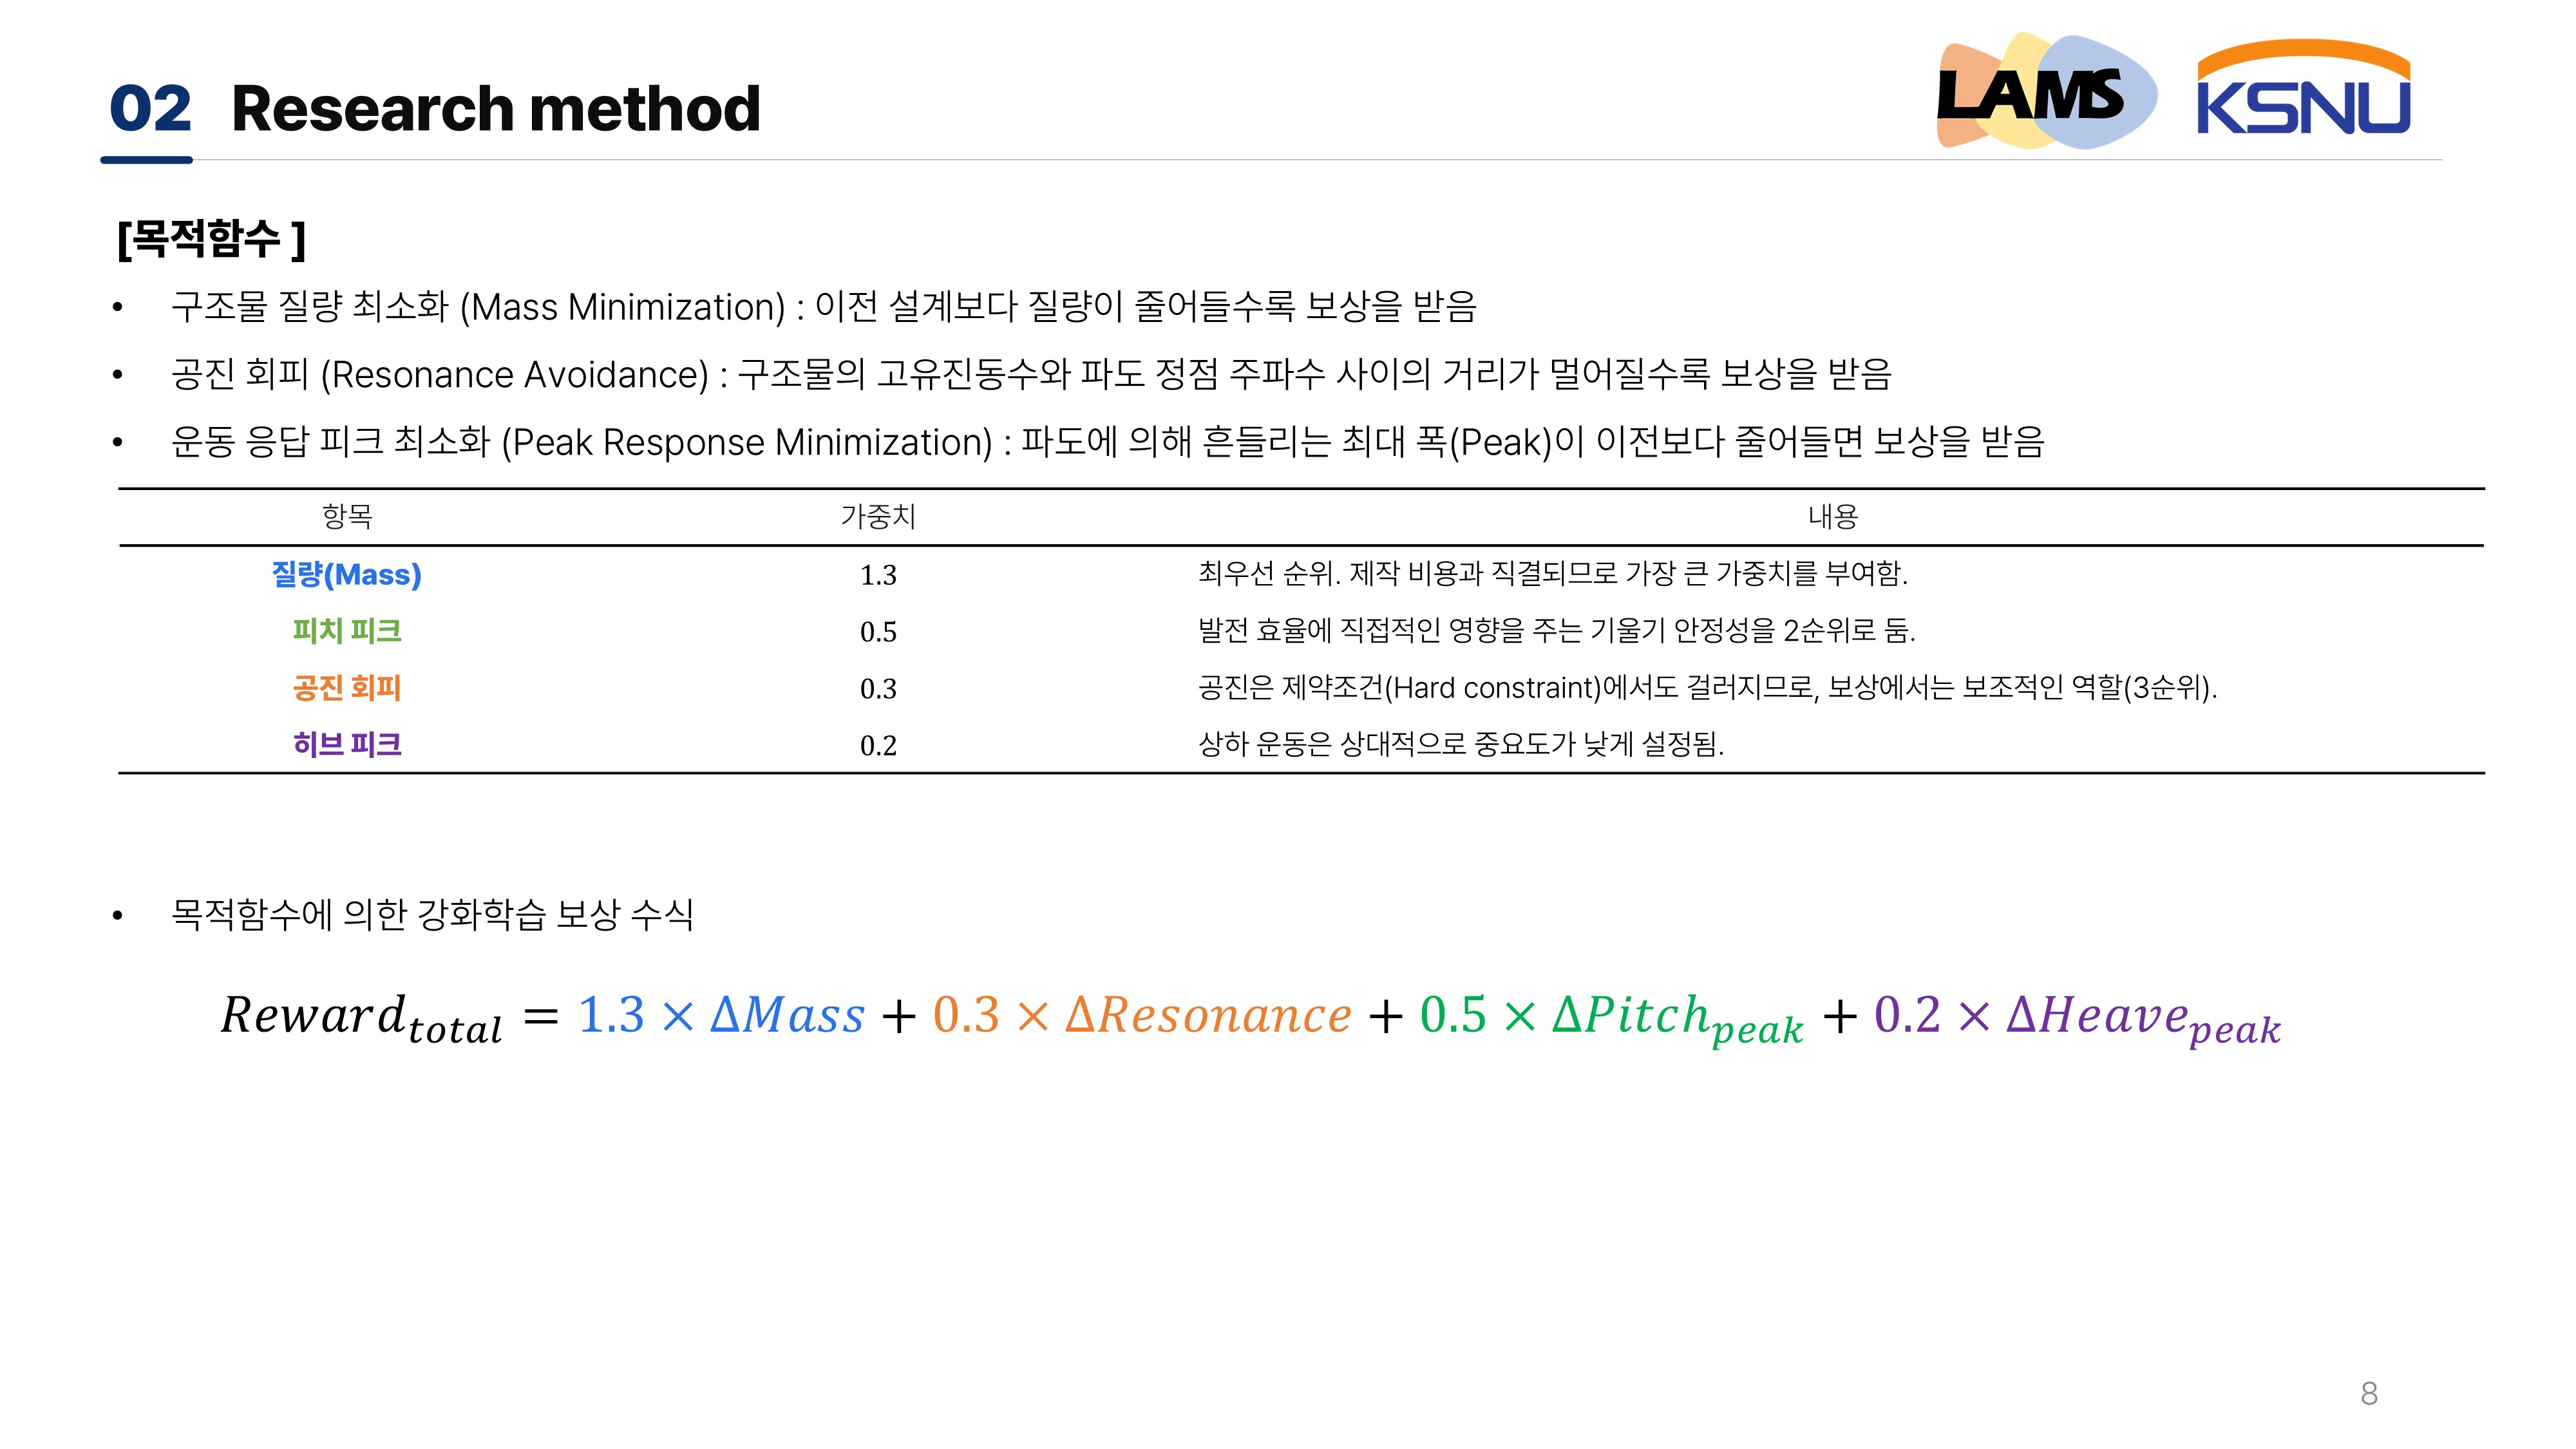 02 Research method
LAMS KSNU
[목적함수 ]
• 구조물 질량 최소화 (Mass Minimization) : 이전 설계보다 질량이 줄어들수록 보상을 받음
• 공진 회피 (Resonance Avoidance) : 구조물의 고유진동수와 파도 정점 주파수 사이의 거리가 멀어질수록 보상을 받음
• 운동 응답 피크 최소화 (Peak Response Minimization) : 파도에 의해 흔들리는 최대 폭(Peak)이 이전보다 줄어들면 보상을 받음
항목 가중치 내용
질량(Mass) 1.3 최우선 순위. 제작 비용과 직결되므로 가장 큰 가중치를 부여함.
피치 피크 0.5 발전 효율에 직접적인 영향을 주는 기울기 안정성을 2순위로 둠.
공진 회피 0.3 공진은 제약조건(Hard constraint)에서도 걸러지므로, 보상에서는 보조적인 역할(3순위).
히브 피크 0.2 상하 운동은 상대적으로 중요도가 낮게 설정됨.
• 목적함수에 의한 강화학습 보상 수식
Reward_total = 1.3 × ΔMass + 0.3 × ΔResonance + 0.5 × ΔPitch_peak + 0.2 × ΔHeave_peak
8